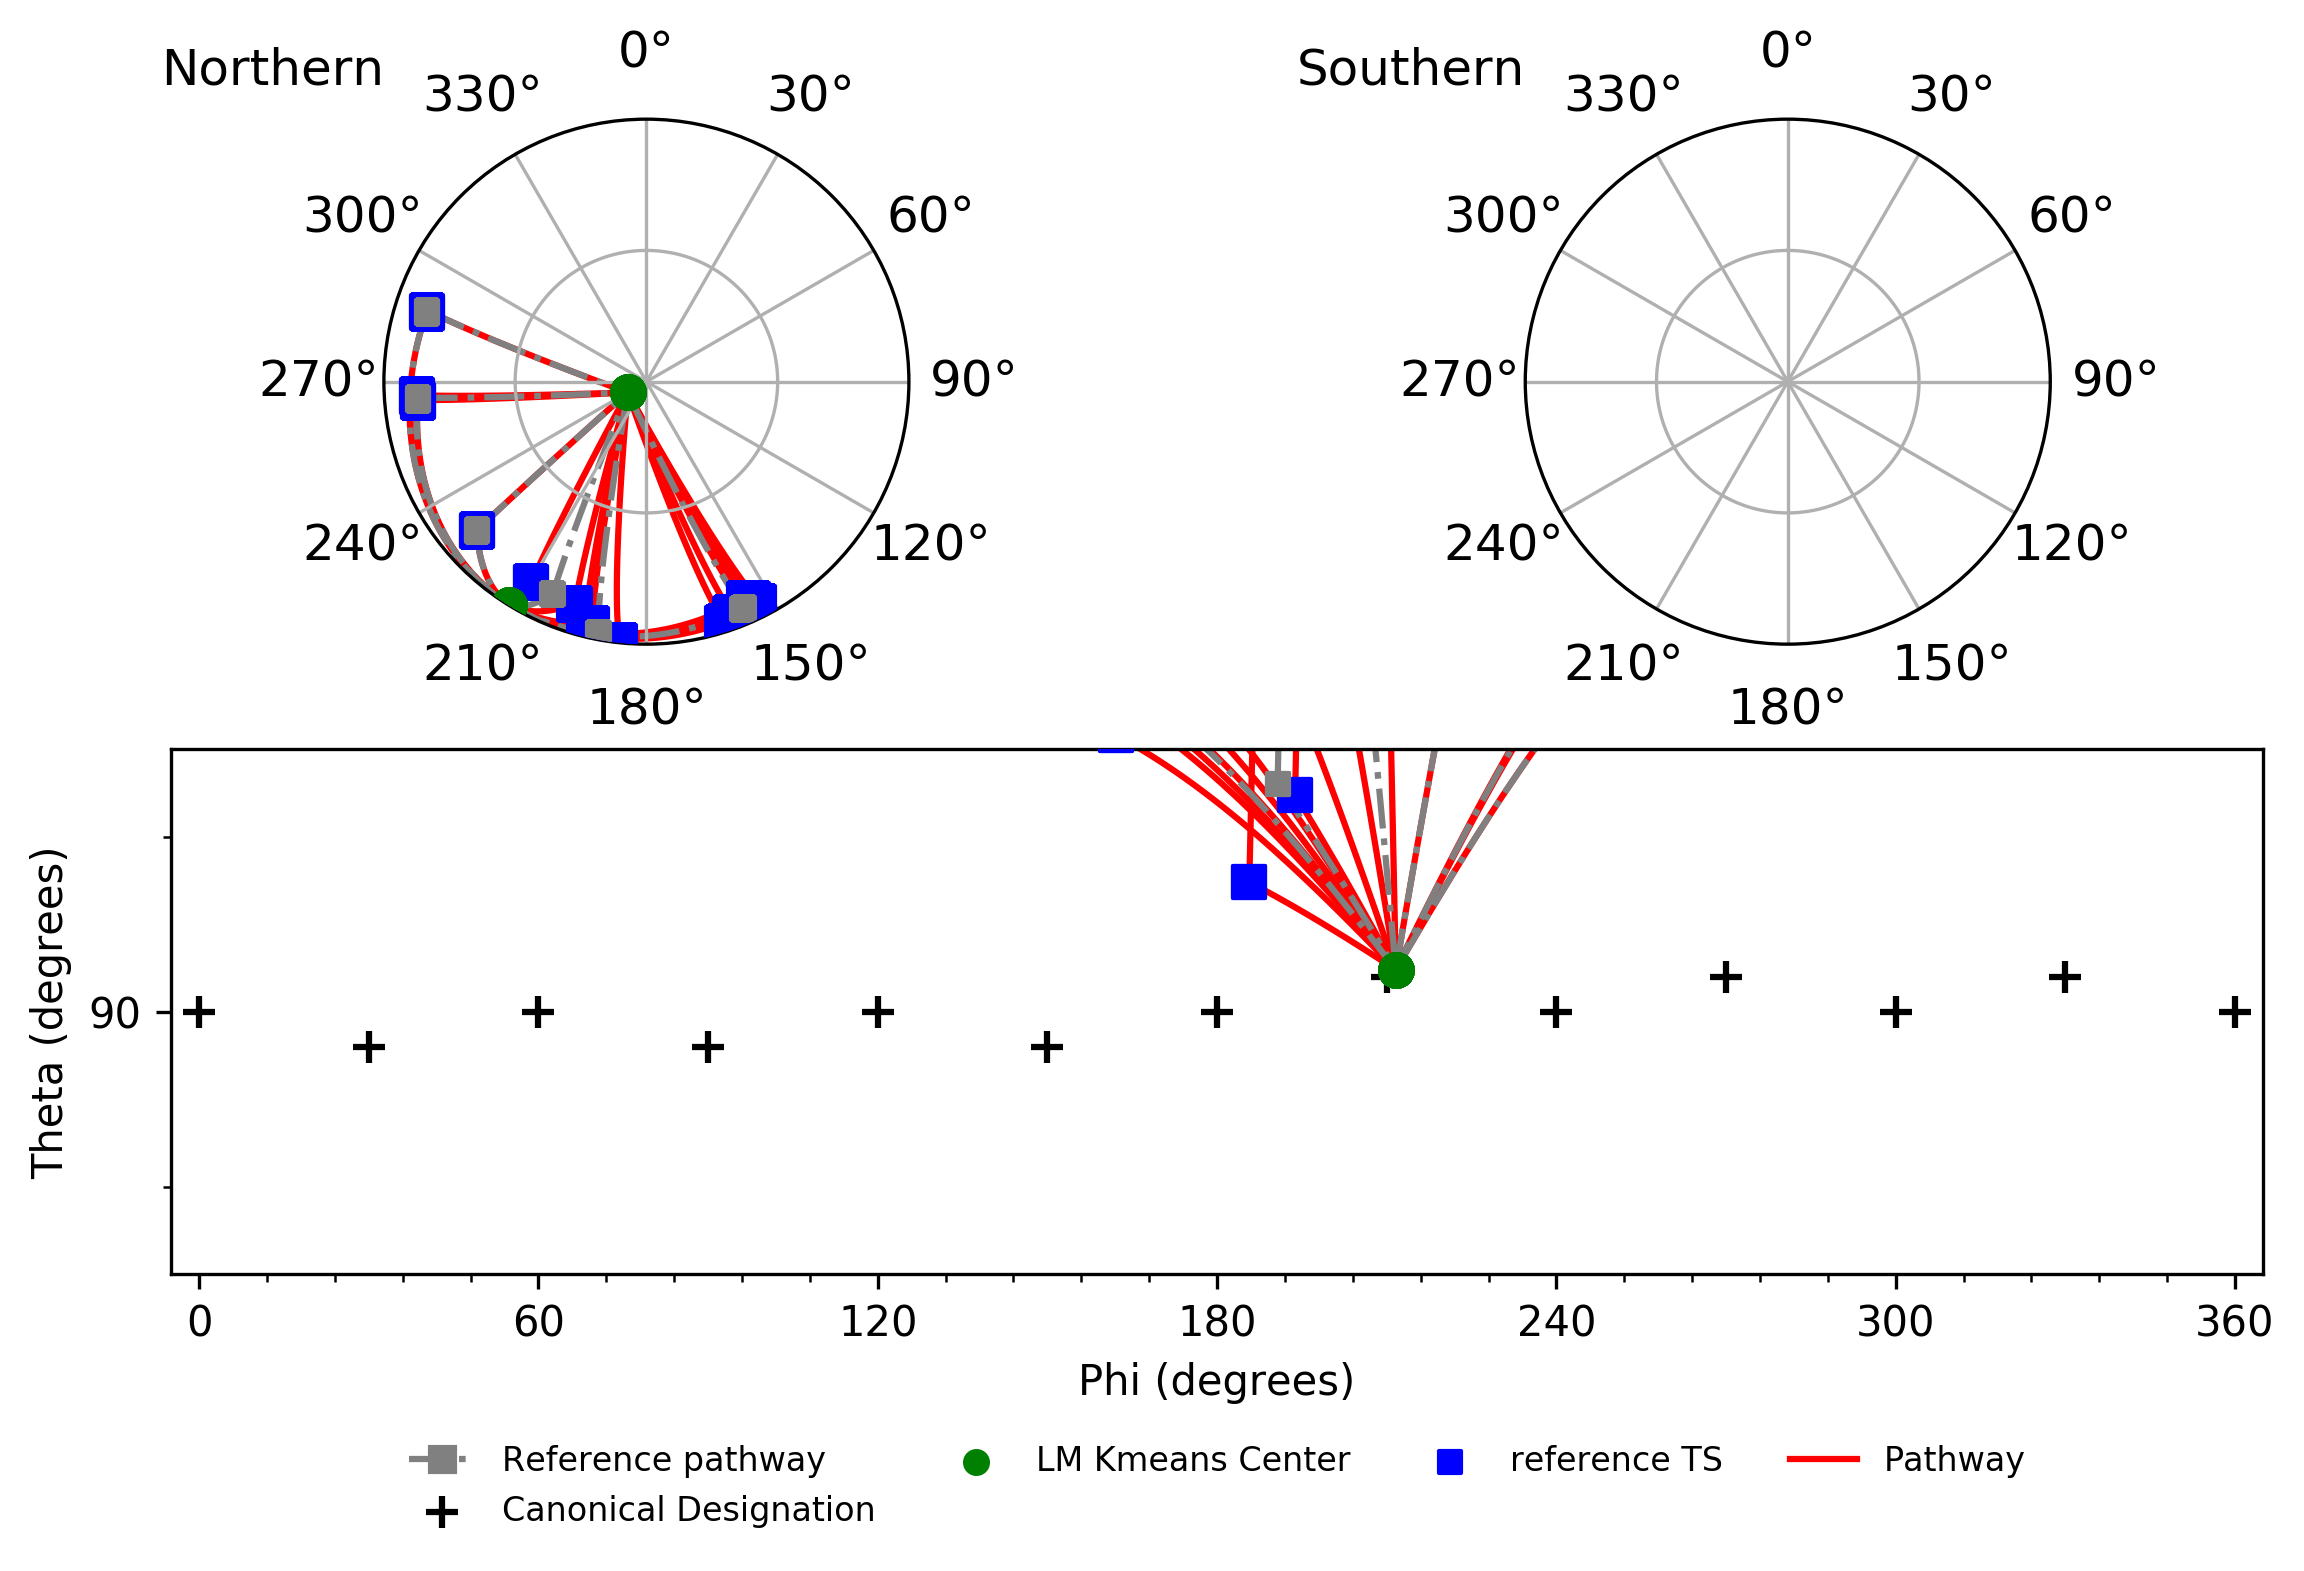 Northern
0°
330°
30°
300°
60°
270°
90°
240°
120°
210°
150°
180°
Southern
0°
330°
30°
300°
60°
270°
90°
240°
120°
210°
150°
180°
Theta (degrees)
90
0 60 120 180 240 300 360
Phi (degrees)
Reference pathway
Canonical Designation
LM Kmeans Center
reference TS
Pathway